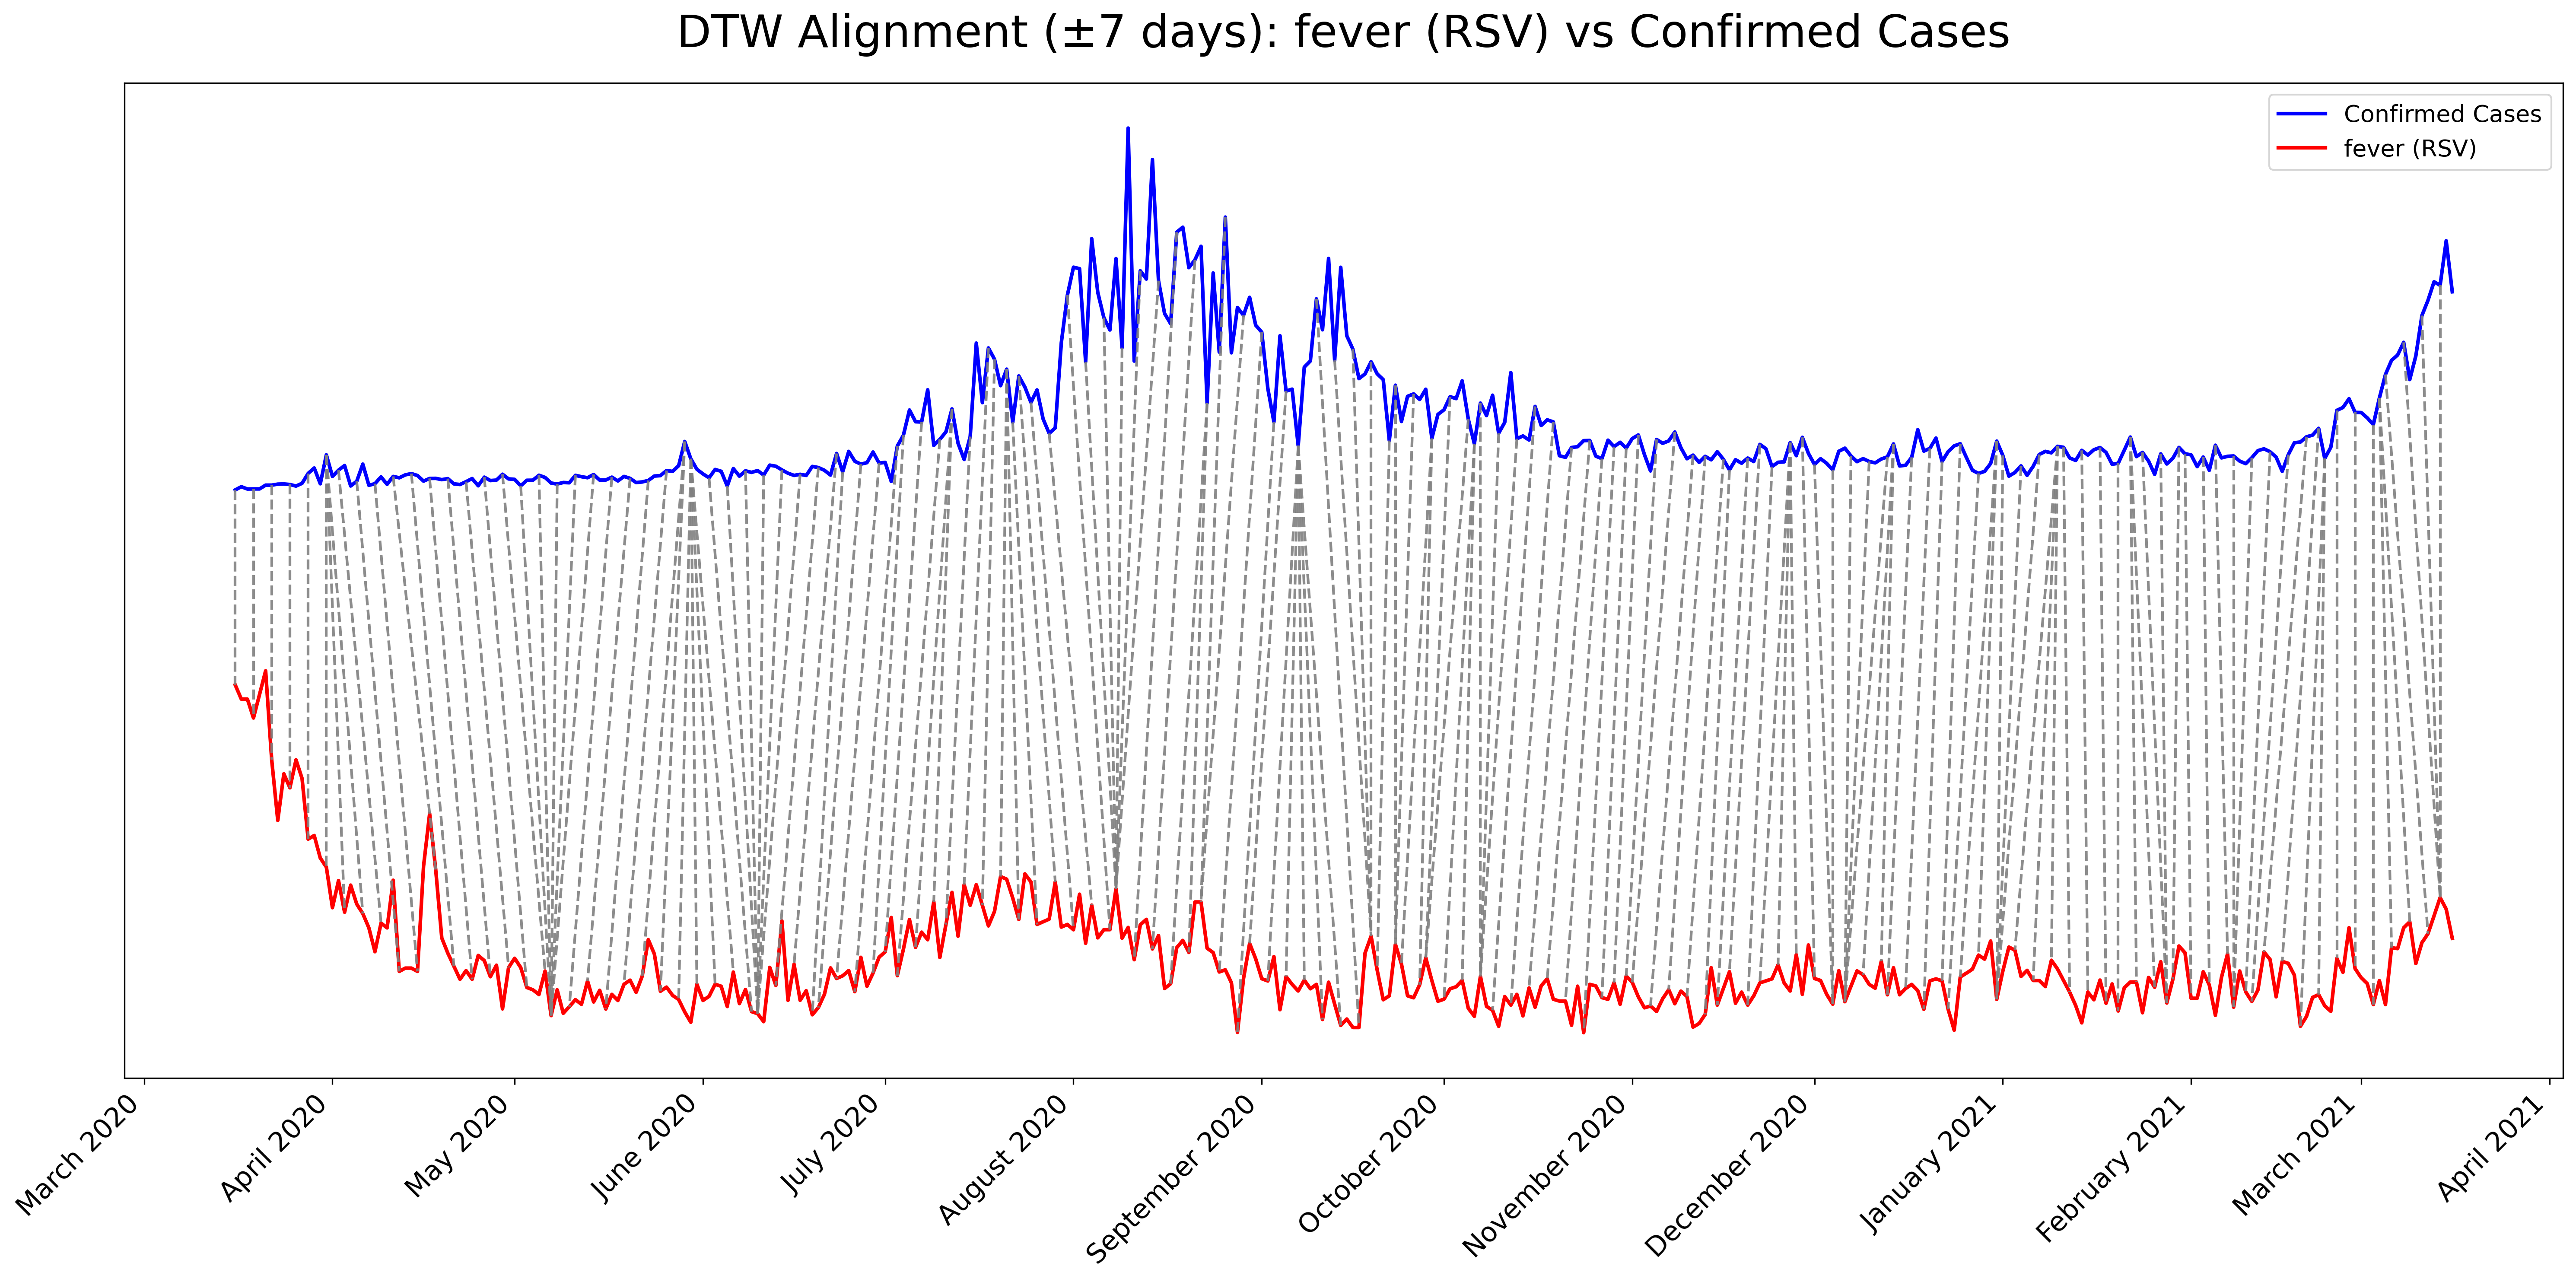 DTW Alignment (±7 days): fever (RSV) vs Confirmed Cases
Confirmed Cases
fever (RSV)
March 2020
April 2020
May 2020
June 2020
July 2020
August 2020
September 2020
October 2020
November 2020
December 2020
January 2021
February 2021
March 2021
April 2021